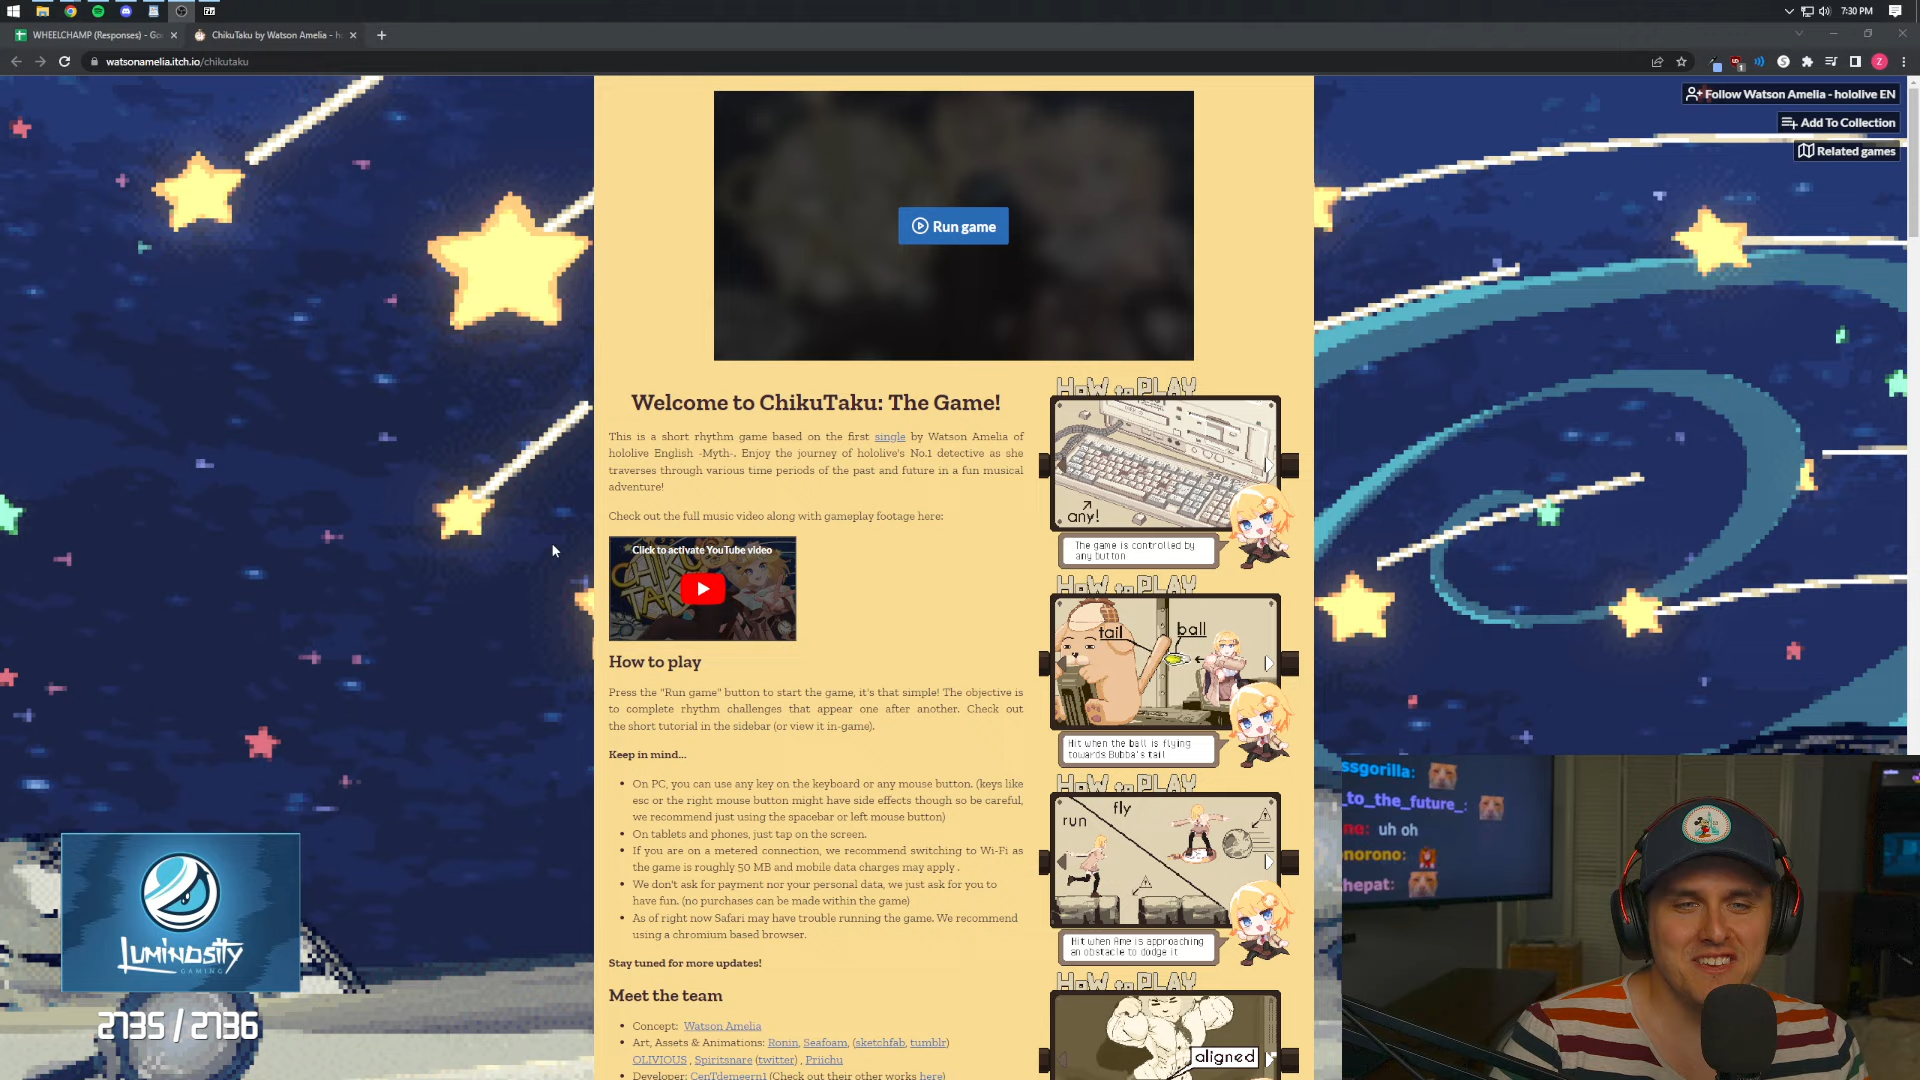 7:30 PM
WHEELCHAMP (Responses) - Goo
ChikuTaku by Watson Amelia - h
watsonamelia.itch.io/chikutaku
Follow Watson Amelia - hololive EN
Add To Collection
Related games
Run game
Welcome to ChikuTaku: The Game!
This is a short rhythm game based on the first single by Watson Amelia of
hololive English -Myth-. Enjoy the journey of hololive's No.1 detective as she
traverses through various time periods of the past and future in a fun musical
adventure!
Check out the full music video along with gameplay footage here:
Click to activate YouTube video
How to play
Press the "Run game" button to start the game, it's that simple! The objective is
to complete rhythm challenges that appear one after another. Check out
the short tutorial in the sidebar (or view it in-game).
Keep in mind...
On PC, you can use any key on the keyboard or any mouse button. (keys like
esc or the right mouse button might have side effects though so be careful,
we recommend just using the spacebar or left mouse button)
On tablets and phones, just tap on the screen.
If you are on a metered connection, we recommend switching to Wi-Fi as
the game is roughly 50 MB and mobile data charges may apply .
We don't ask for payment nor your personal data, we just ask for you to
have fun. (no purchases can be made within the game)
As of right now Safari may have trouble running the game. We recommend
using a chromium based browser.
Stay tuned for more updates!
Meet the team
Concept: Watson Amelia
Art, Assets & Animations: Ronin, Seafoam, (sketchfab, tumblr)
OLIVIOUS , Spiritsnare (twitter) , Priichu
Developer: CenTdemeern1 (Check out their other works here)
HOW to PLAY
any!
The game is controlled by
any button
HOW to PLAY
tail
ball
Hit when the ball is flying
towards Bubba's tail
HOW to PLAY
run
fly
Hit when Ame is approaching
an obstacle to dodge it
HOW to PLAY
aligned
LUMINOSITY
GAMING
2735 / 2736
ssgorilla:
_to_the_future_:
ne: uh oh
norono:
hepat: